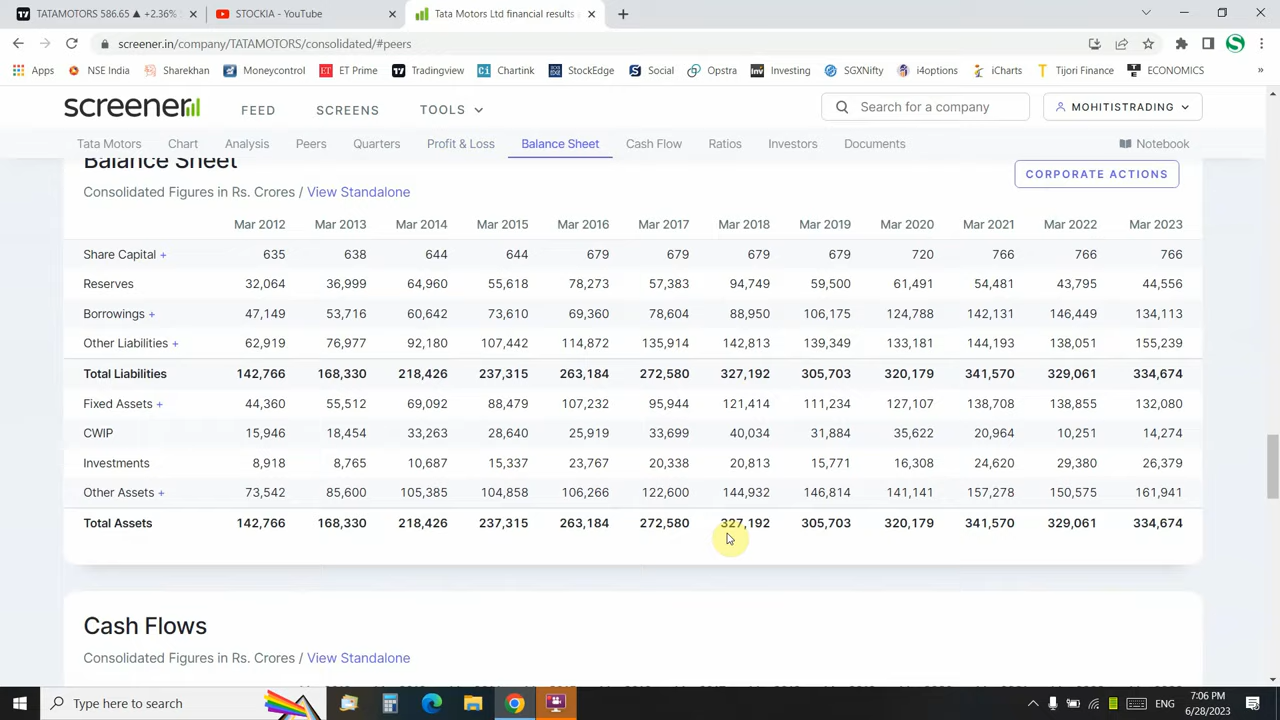 TATAMOTORS 586.65 ▲ +2.36%
STOCKIA - YouTube
Tata Motors Ltd financial results
screener.in/company/TATAMOTORS/consolidated/#peers
Apps NSE India Sharekhan Moneycontrol ET Prime Tradingview Chartink StockEdge Social Opstra Investing SGXNifty i4options iCharts Tijori Finance ECONOMICS »
screener FEED SCREENS TOOLS Search for a company MOHITISTRADING
Tata Motors Chart Analysis Peers Quarters Profit & Loss Balance Sheet Cash Flow Ratios Investors Documents Notebook
Balance Sheet
Consolidated Figures in Rs. Crores / View Standalone
CORPORATE ACTIONS
Mar 2012 Mar 2013 Mar 2014 Mar 2015 Mar 2016 Mar 2017 Mar 2018 Mar 2019 Mar 2020 Mar 2021 Mar 2022 Mar 2023
Share Capital + 635 638 644 644 679 679 679 679 720 766 766 766
Reserves 32,064 36,999 64,960 55,618 78,273 57,383 94,749 59,500 61,491 54,481 43,795 44,556
Borrowings + 47,149 53,716 60,642 73,610 69,360 78,604 88,950 106,175 124,788 142,131 146,449 134,113
Other Liabilities + 62,919 76,977 92,180 107,442 114,872 135,914 142,813 139,349 133,181 144,193 138,051 155,239
Total Liabilities 142,766 168,330 218,426 237,315 263,184 272,580 327,192 305,703 320,179 341,570 329,061 334,674
Fixed Assets + 44,360 55,512 69,092 88,479 107,232 95,944 121,414 111,234 127,107 138,708 138,855 132,080
CWIP 15,946 18,454 33,263 28,640 25,919 33,699 40,034 31,884 35,622 20,964 10,251 14,274
Investments 8,918 8,765 10,687 15,337 23,767 20,338 20,813 15,771 16,308 24,620 29,380 26,379
Other Assets + 73,542 85,600 105,385 104,858 106,266 122,600 144,932 146,814 141,141 157,278 150,575 161,941
Total Assets 142,766 168,330 218,426 237,315 263,184 272,580 327,192 305,703 320,179 341,570 329,061 334,674
Cash Flows
Consolidated Figures in Rs. Crores / View Standalone
Type here to search
ENG
7:06 PM
6/28/2023